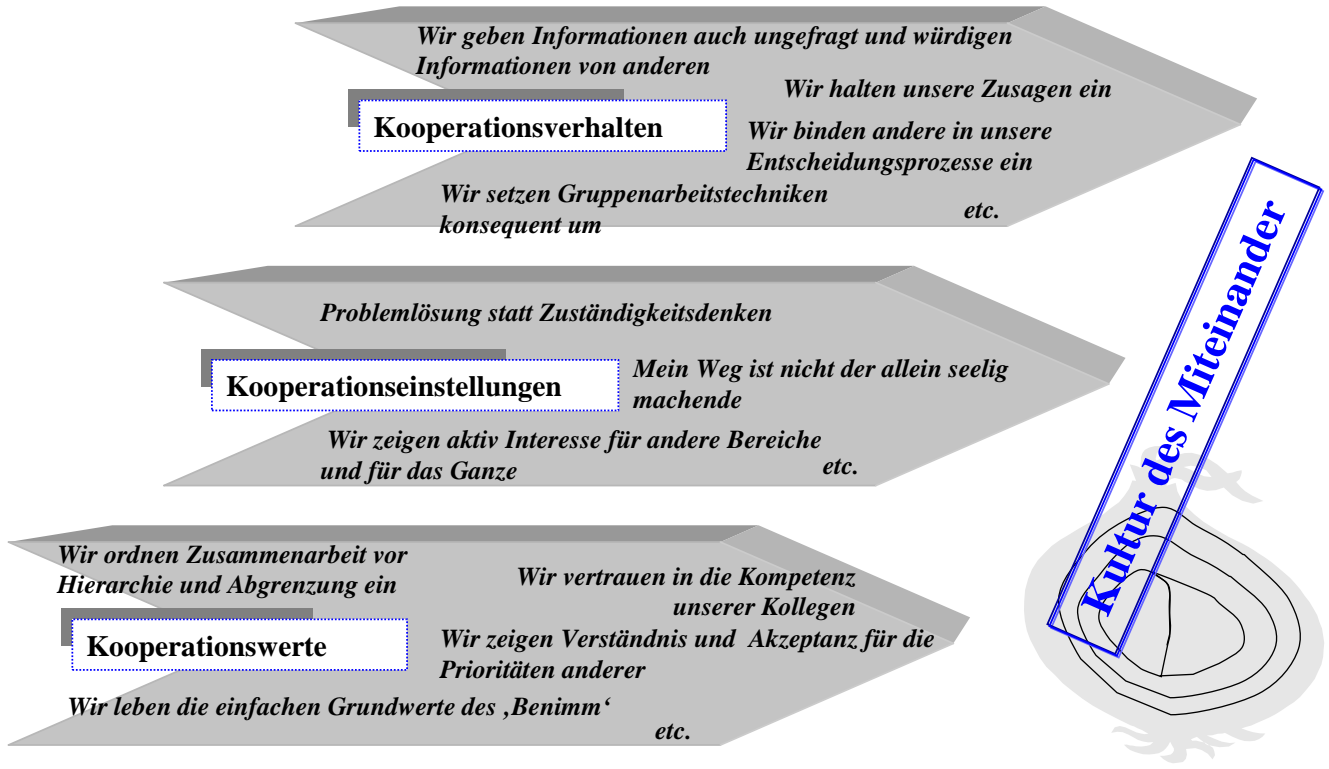 Wir geben Informationen auch ungefragt und würdigen
Informationen von anderen
Wir halten unsere Zusagen ein
Kooperationsverhalten
Wir binden andere in unsere
Entscheidungsprozesse ein
Wir setzen Gruppenarbeitstechniken
konsequent um
etc.
Problemlösung statt Zuständigkeitsdenken
Kooperationseinstellungen
Mein Weg ist nicht der allein seelig
machende
Wir zeigen aktiv Interesse für andere Bereiche
und für das Ganze
etc.
Wir ordnen Zusammenarbeit vor
Hierarchie und Abgrenzung ein
Wir vertrauen in die Kompetenz
unserer Kollegen
Kooperationswerte
Wir zeigen Verständnis und Akzeptanz für die
Prioritäten anderer
Wir leben die einfachen Grundwerte des ‚Benimm‘
etc.
Kultur des Miteinander